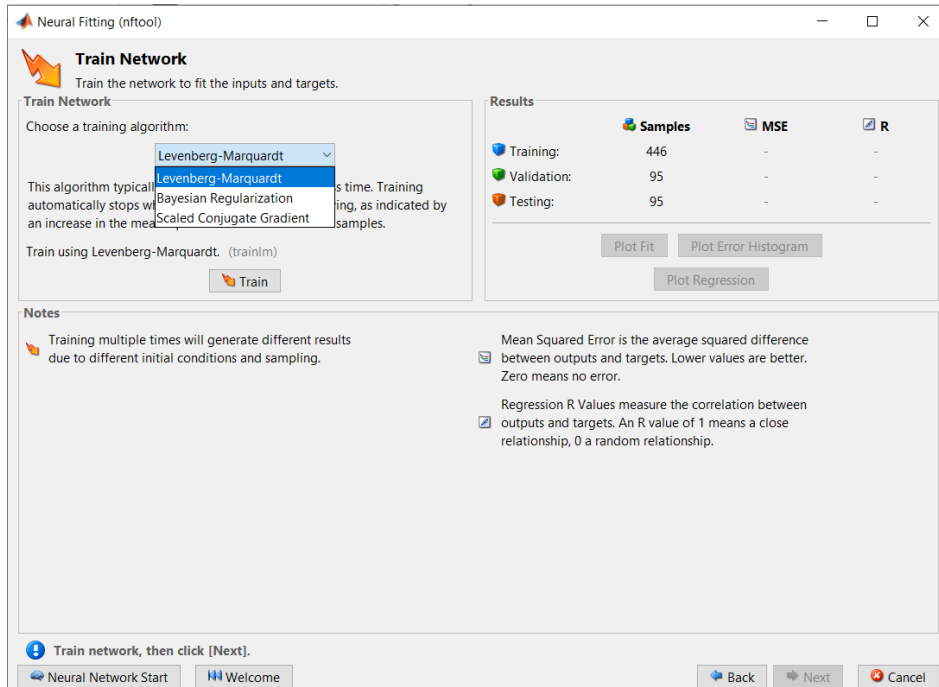 Neural Fitting (nftool)
Train Network
Train the network to fit the inputs and targets.
Train Network
Choose a training algorithm:
Levenberg-Marquardt
Levenberg-Marquardt
Bayesian Regularization
Scaled Conjugate Gradient
This algorithm typicall s time. Training
automatically stops wh ing, as indicated by
an increase in the mea samples.
Train using Levenberg-Marquardt. (trainlm)
Train
Results
Samples MSE R
Training: 446 - -
Validation: 95 - -
Testing: 95 - -
Plot Fit Plot Error Histogram
Plot Regression
Notes
Training multiple times will generate different results
due to different initial conditions and sampling.
Mean Squared Error is the average squared difference
between outputs and targets. Lower values are better.
Zero means no error.
Regression R Values measure the correlation between
outputs and targets. An R value of 1 means a close
relationship, 0 a random relationship.
Train network, then click [Next].
Neural Network Start Welcome Back Next Cancel